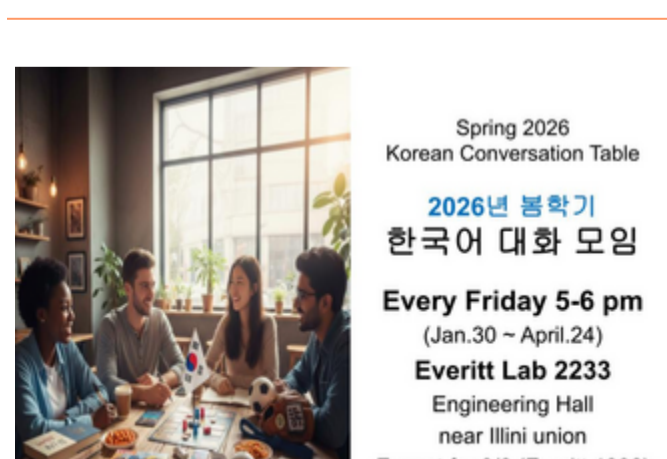 Spring 2026
Korean Conversation Table
2026년 봄학기
한국어 대화 모임
Every Friday 5-6 pm
(Jan.30 ~ April.24)
Everitt Lab 2233
Engineering Hall
near Illini union